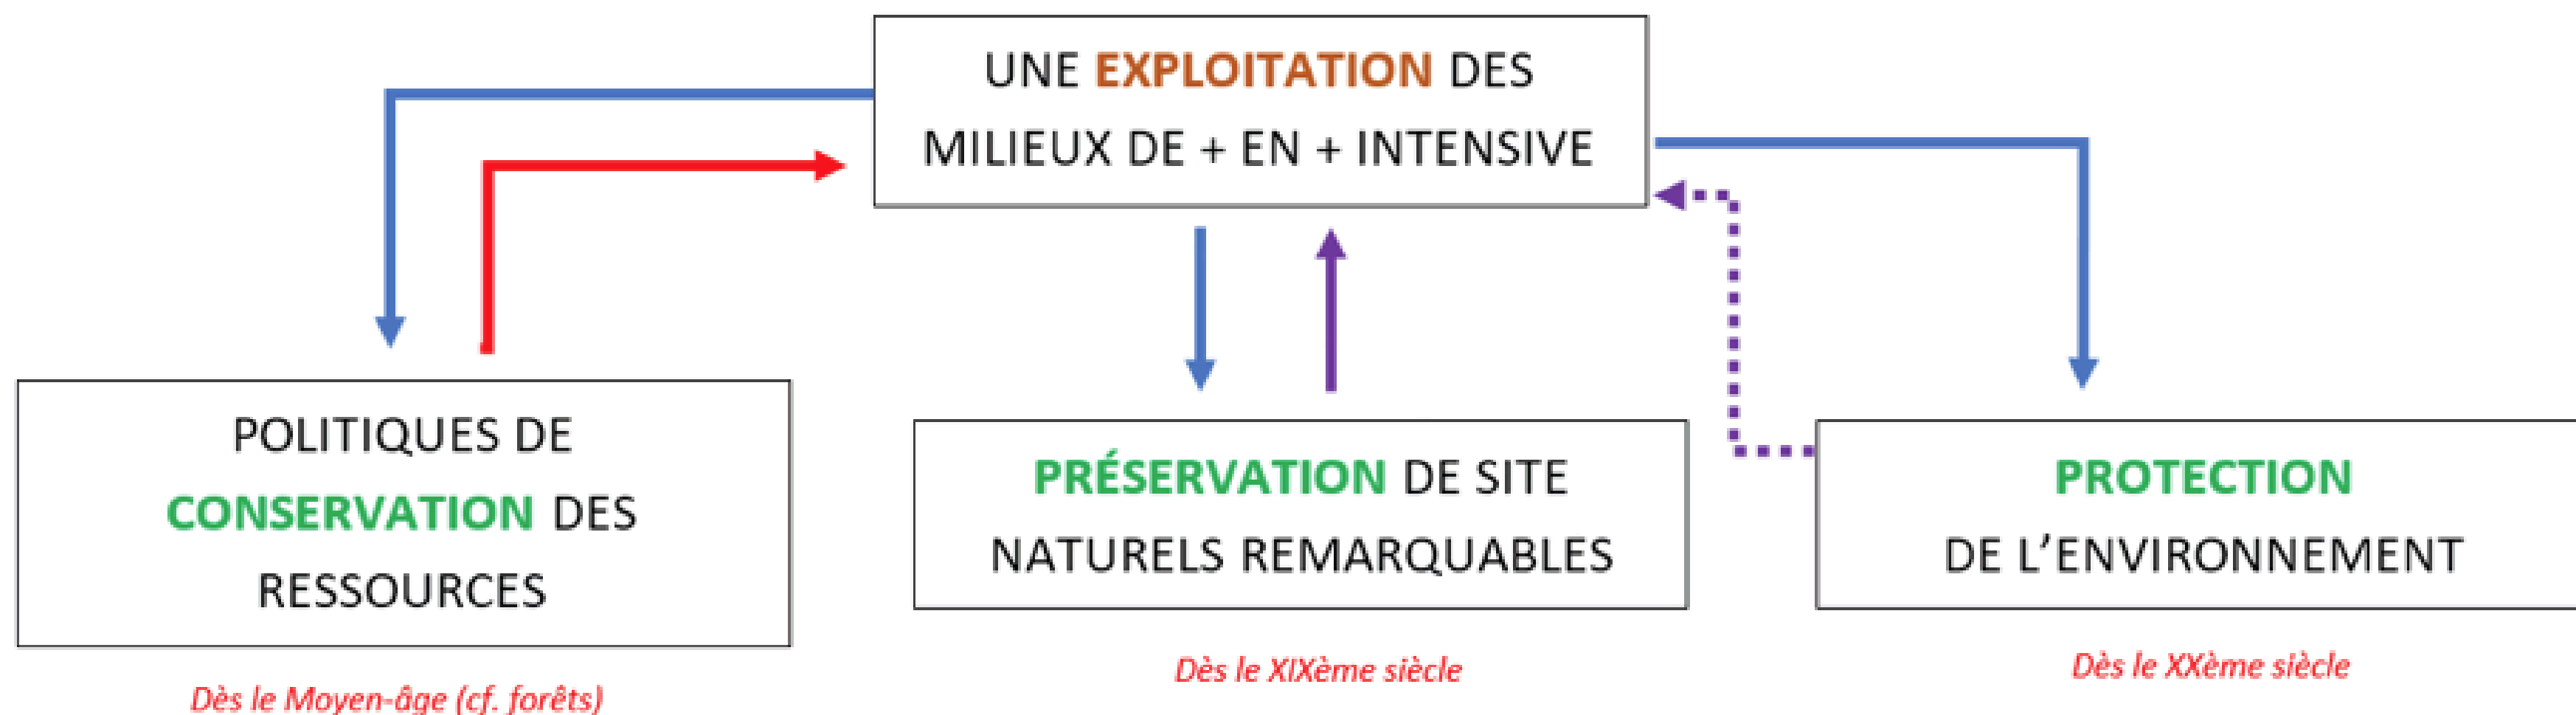 UNE EXPLOITATION DES
MILIEUX DE + EN + INTENSIVE
POLITIQUES DE
CONSERVATION DES
RESSOURCES
Dès le Moyen-âge (cf. forêts)
PRÉSERVATION DE SITE
NATURELS REMARQUABLES
Dès le XIXème siècle
PROTECTION
DE L'ENVIRONNEMENT
Dès le XXème siècle